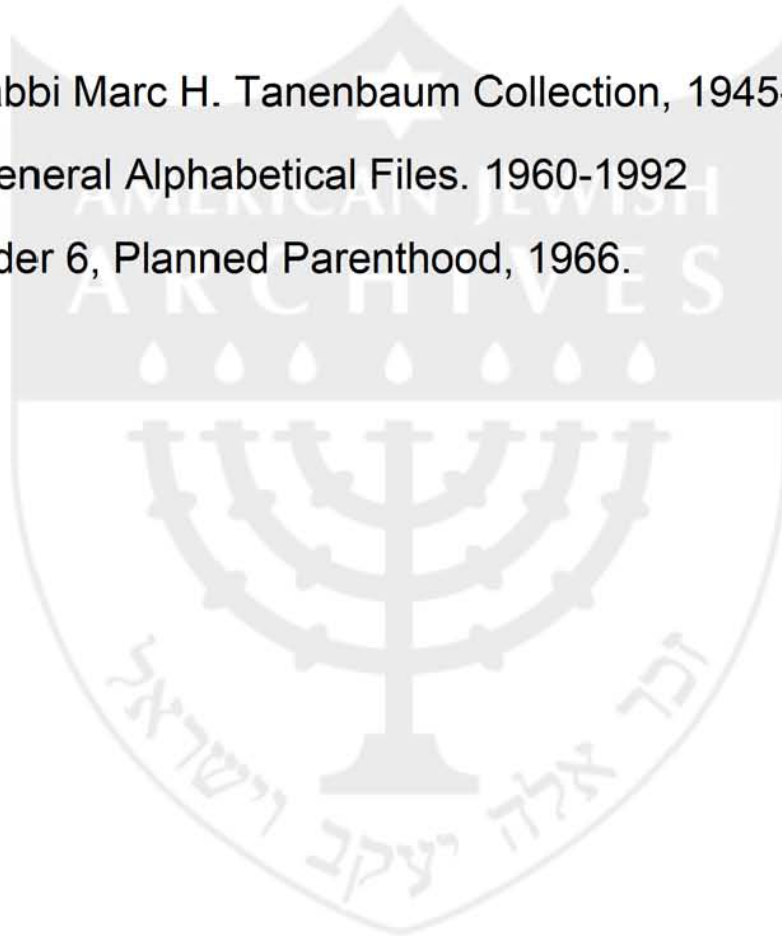 abbi Marc H. Tanenbaum Collection, 1945-
eneral Alphabetical Files. 1960-1992
AMERICAN JEWISH
der 6, Planned Parenthood, 1966.
ARCHIVES
זכר אלה יעקב וישראל